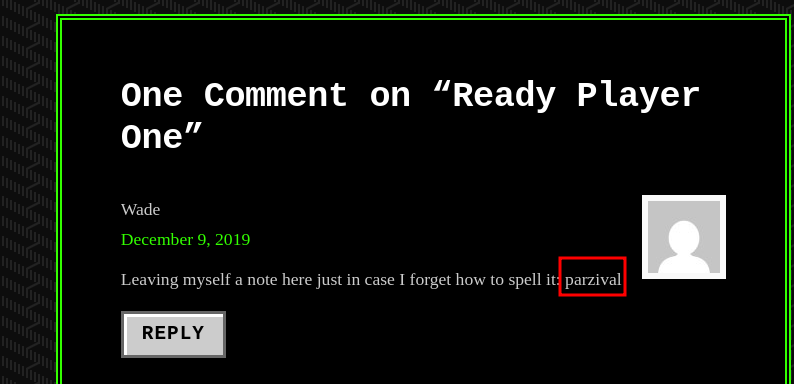 One Comment on “Ready Player
One”
Wade
December 9, 2019
Leaving myself a note here just in case I forget how to spell it: parzival
REPLY